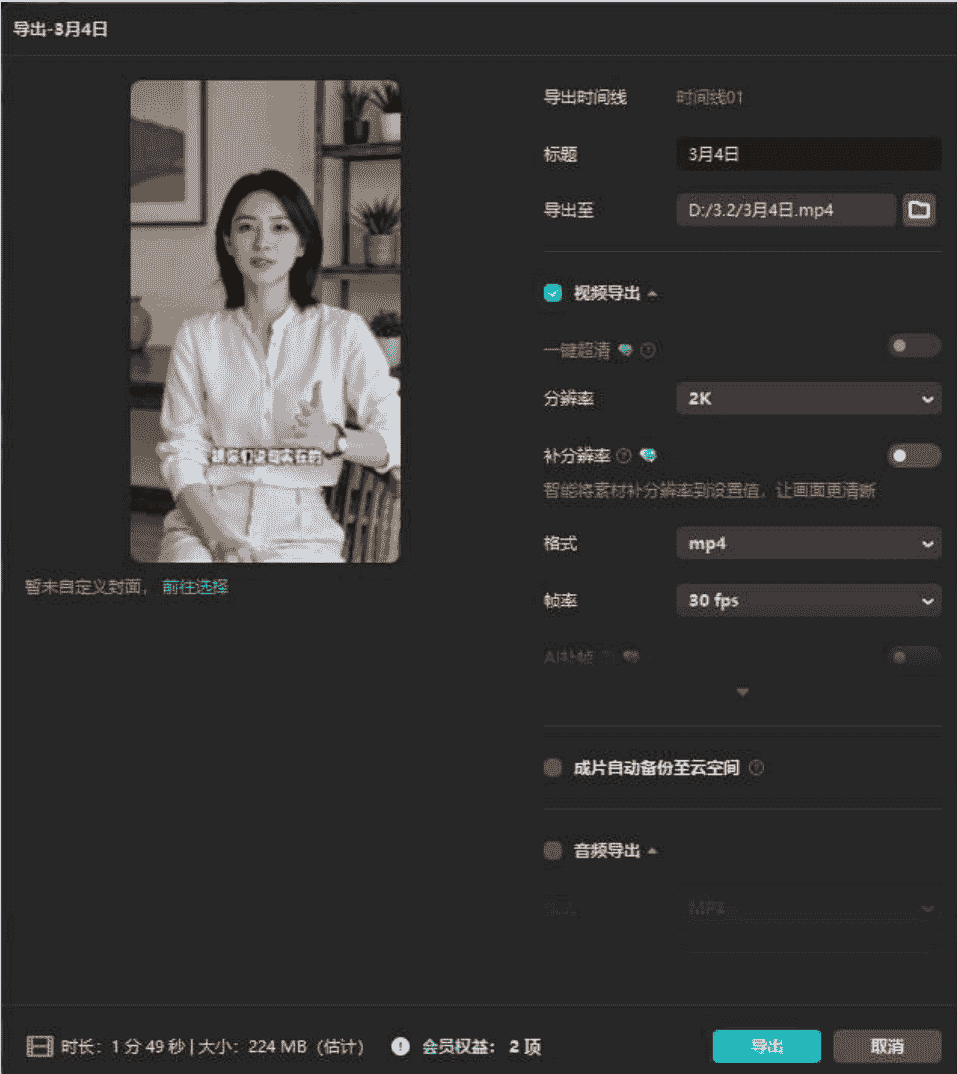 导出-3月4日
导出时间线 时间线01
标题 3月4日
导出至 D:/3.2/3月4日.mp4
视频导出
一键超清
分辨率 2K
补分辨率
智能将素材补分辨率到设置值，让画面更清晰
格式 mp4
帧率 30 fps
AI补帧
暂未自定义封面， 前往选择
成片自动备份至云空间
音频导出
时长：1 分 49 秒 | 大小：224 MB（估计）
会员权益：2 项
导出
取消